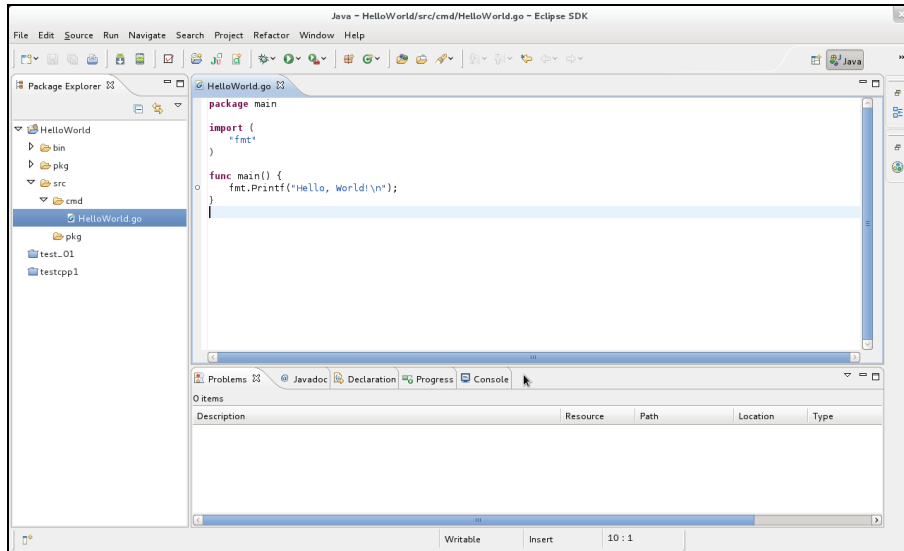 Java - HelloWorld/src/cmd/HelloWorld.go - Eclipse SDK
File Edit Source Run Navigate Search Project Refactor Window Help
Java
Package Explorer
HelloWorld
bin
pkg
src
cmd
HelloWorld.go
pkg
test_01
testcpp1
HelloWorld.go
package main
import (
"fmt"
)
func main() {
fmt.Printf("Hello, World!\n");
}
Problems @ Javadoc Declaration Progress Console
0 items
Description Resource Path Location Type
Writable Insert 10 : 1